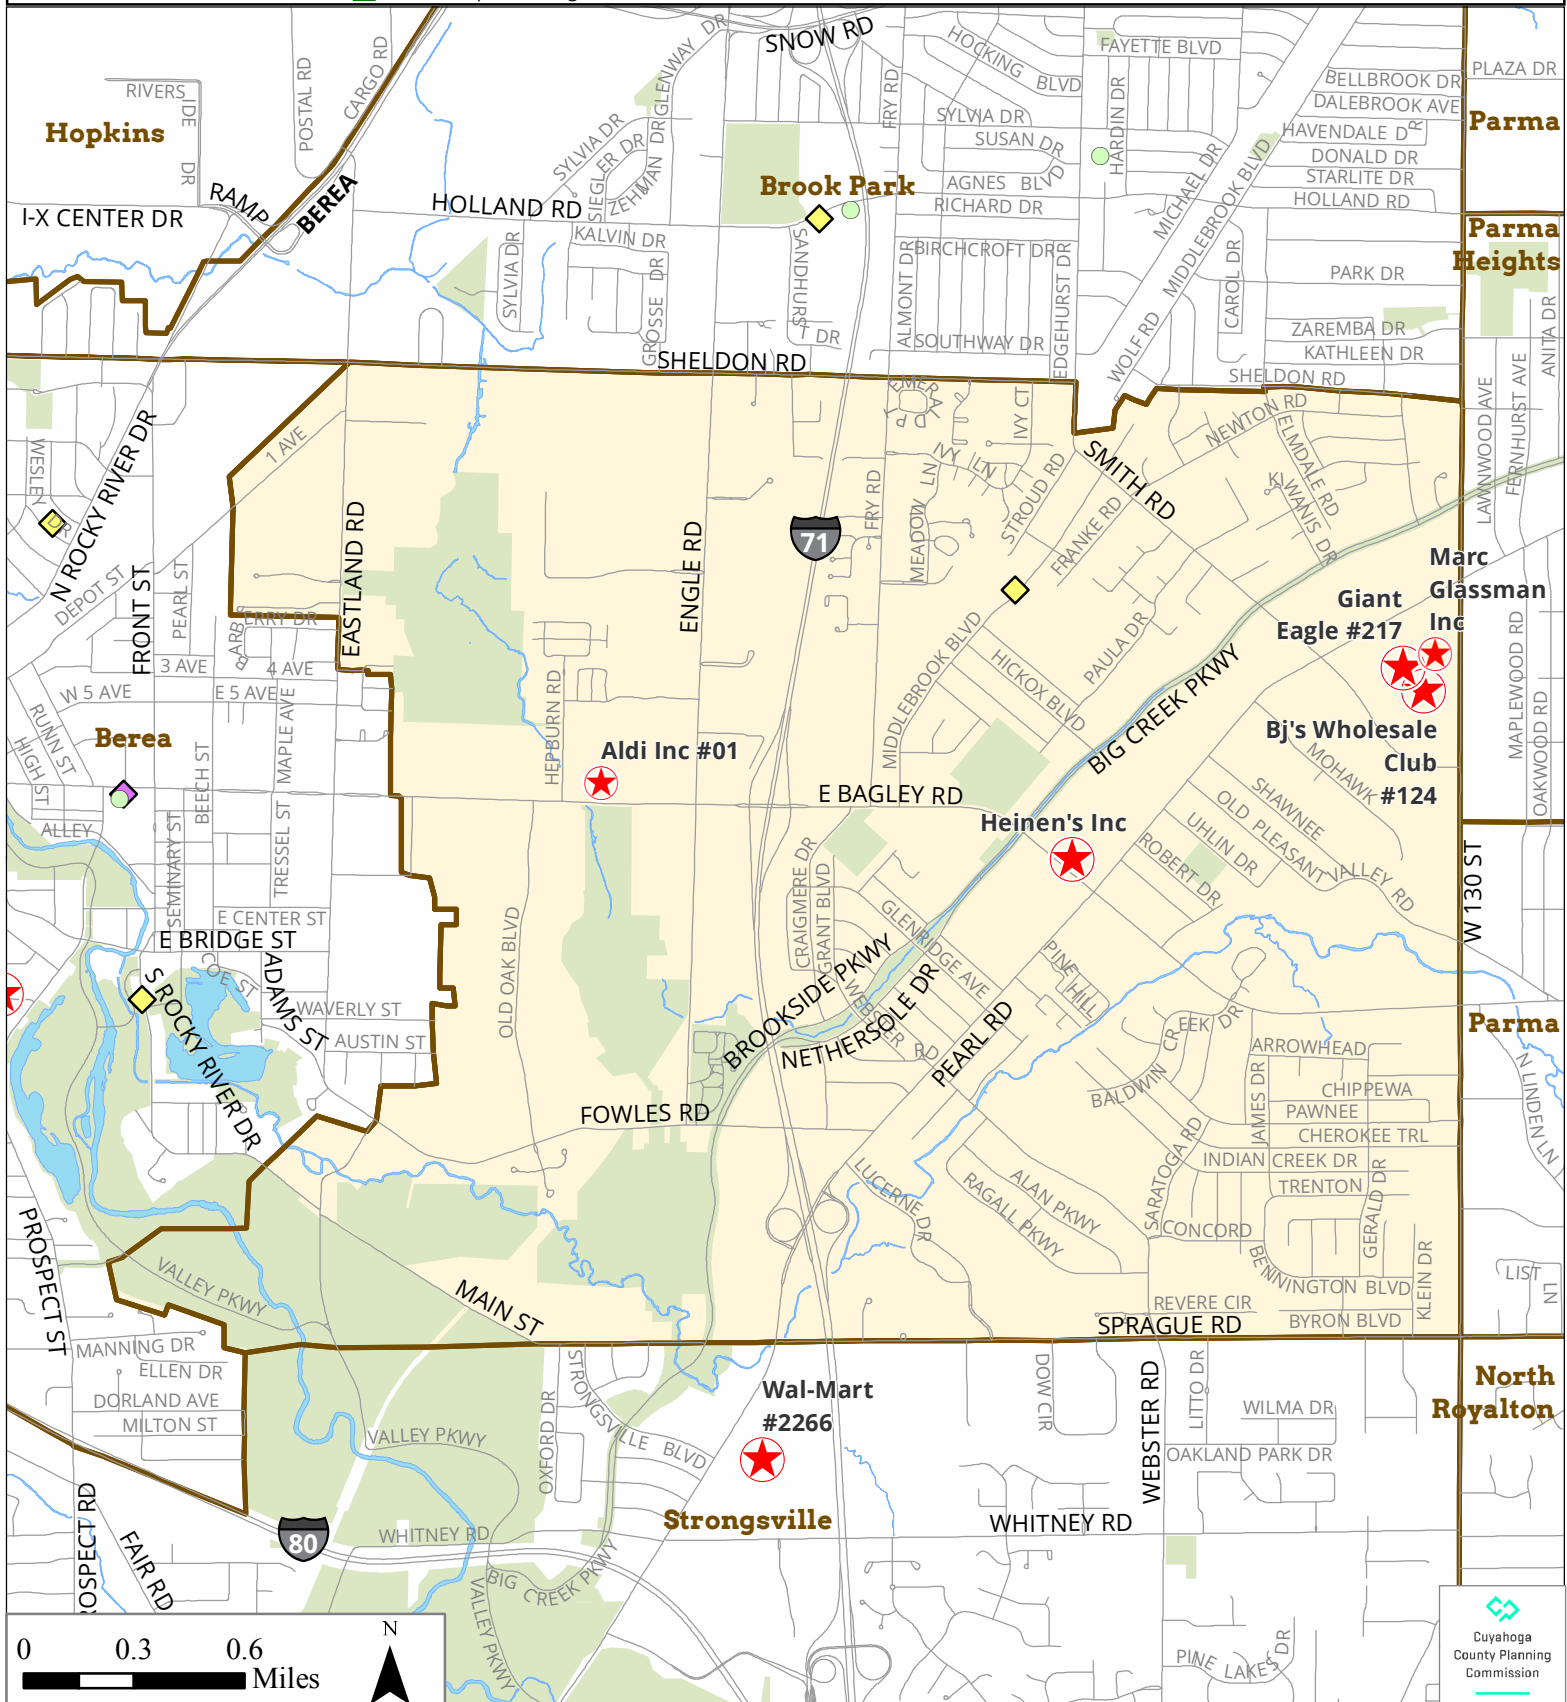 SNOW RD
FAYETTE BLVD
HOCKING BLVD
PLAZA DR
BELLBROOK DR
DALEBROOK AVE
HAVENDALE DR
DONALD DR
STARLITE DR
HOLLAND RD
RIVERSIDE DR
POSTAL RD
CARGO RD
GLENWAY DR
FRY RD
SYLVIA DR
SUSAN DR
HARDIN DR
AGNES BLVD
RICHARD DR
MICHAEL DR
MIDDLEBROOK BLVD
Hopkins
Brook Park
Parma
Parma
Heights
I-X CENTER DR
RAMP
BEREA
HOLLAND RD
SYLVIA DR
SIEGLER DR
ZEHMAN DR
KALVIN DR
SYLVIA DR
GROSSE DR
SANDHURST DR
ALMONT DR
BIRCHCROFT DR
EDGEHURST DR
SOUTHWAY DR
WOLF RD
CAROL DR
PARK DR
ZAREMBA DR
KATHLEEN DR
SHELDON RD
ANITA DR
SHELDON RD
EMERALD
IVY CT
IVY LN
NEWTON RD
ELMDALE RD
KIWANIS DR
SMITH RD
LAWNWOOD AVE
FERNHURST AVE
WESLEY DR
N ROCKY RIVER DR
1 AVE
EASTLAND RD
ENGLE RD
71
FRY RD
MEADOW LN
STROUD RD
FRANKE RD
DEPOT ST
FRONT ST
PEARL ST
BARBERRY DR
3 AVE
4 AVE
W 5 AVE
E 5 AVE
RUNN ST
HIGH ST
MAPLE AVE
BEECH ST
Berea
HEPBURN RD
Aldi Inc #01
MIDDLEBROOK BLVD
HICKOX BLVD
PAULA DR
BIG CREEK PKWY
Marc
Glassman
Inc
Giant
Eagle #217
Bj's Wholesale
Club
#124
MOHAWK
MAPLEWOOD RD
OAKWOOD RD
E BAGLEY RD
Heinen's Inc
SHAWNEE
OLD PLEASANT VALLEY RD
UHLIN DR
ROBERT DR
ALLEY
SEMINARY ST
TRESSEL ST
E CENTER ST
E BRIDGE ST
COE ST
ADAMS ST
WAVERLY ST
AUSTIN ST
S ROCKY RIVER DR
OLD OAK BLVD
CRAIGMERE DR
GRANT BLVD
BROOKSIDE PKWY
WEBSTER RD
NETHERSOLE DR
GLENRIDGE AVE
PINE HILL
PEARL RD
W 130 ST
Parma
N LINDEN LN
BALDWIN CREEK DR
ARROWHEAD
CHIPPEWA
PAWNEE
JAMES DR
CHEROKEE TRL
INDIAN CREEK DR
TRENTON
SARATOGA RD
CONCORD
GERALD DR
BENNINGTON BLVD
KLEIN DR
REVERE CIR
BYRON BLVD
FOWLES RD
LUCERNE DR
RAGALL PKWY
ALAN PKWY
LIST LN
PROSPECT ST
VALLEY PKWY
MAIN ST
SPRAGUE RD
MANNING DR
ELLEN DR
DORLAND AVE
MILTON ST
VALLEY PKWY
OXFORD DR
STRONGSVILLE BLVD
Wal-Mart
#2266
DOW CIR
WEBSTER RD
LITTO DR
WILMA DR
OAKLAND PARK DR
North
Royalton
Strongsville
WHITNEY RD
WHITNEY RD
80
ROSPECT RD
FAIR RD
BIG CREEK PKWY
VALLEY PKWY
PINE LAKES DR
0 0.3 0.6
Miles
N
Cuyahoga
County Planning
Commission